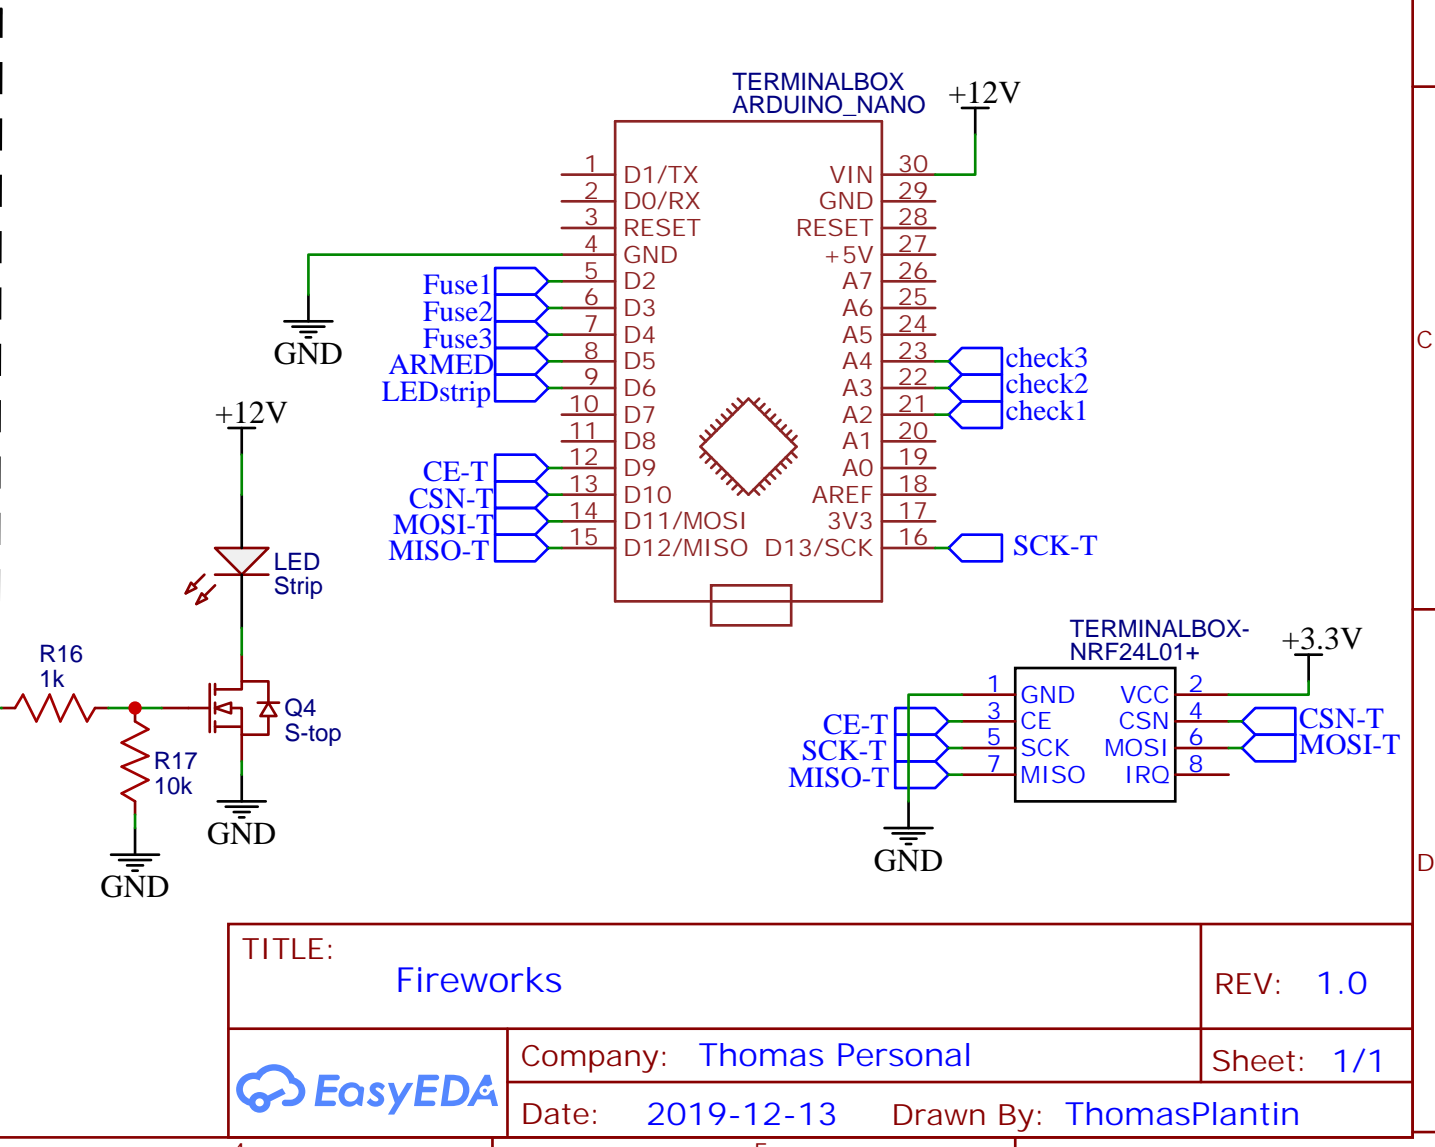 TERMINALBOX
ARDUINO_NANO
+12V
1 D1/TX VIN 30
2 D0/RX GND 29
3 RESET RESET 28
4 GND +5V 27
Fuse1 5 D2 A7 26
Fuse2 6 D3 A6 25
Fuse3 7 D4 A5 24
ARMED 8 D5 A4 23 check3
LEDstrip 9 D6 A3 22 check2
10 D7 A2 21 check1
11 D8 A1 20
CE-T 12 D9 A0 19
CSN-T 13 D10 AREF 18
MOSI-T 14 D11/MOSI 3V3 17
MISO-T 15 D12/MISO D13/SCK 16 SCK-T
GND
+12V
LED
Strip
R16
1k
Q4
S-top
R17
10k
GND
GND
TERMINALBOX-
NRF24L01+
+3.3V
1 GND VCC 2
CE-T 3 CE CSN 4 CSN-T
SCK-T 5 SCK MOSI 6 MOSI-T
MISO-T 7 MISO IRQ 8
GND
C
D
TITLE:
Fireworks
REV: 1.0
EasyEDA
Company: Thomas Personal
Sheet: 1/1
Date: 2019-12-13 Drawn By: ThomasPlantin